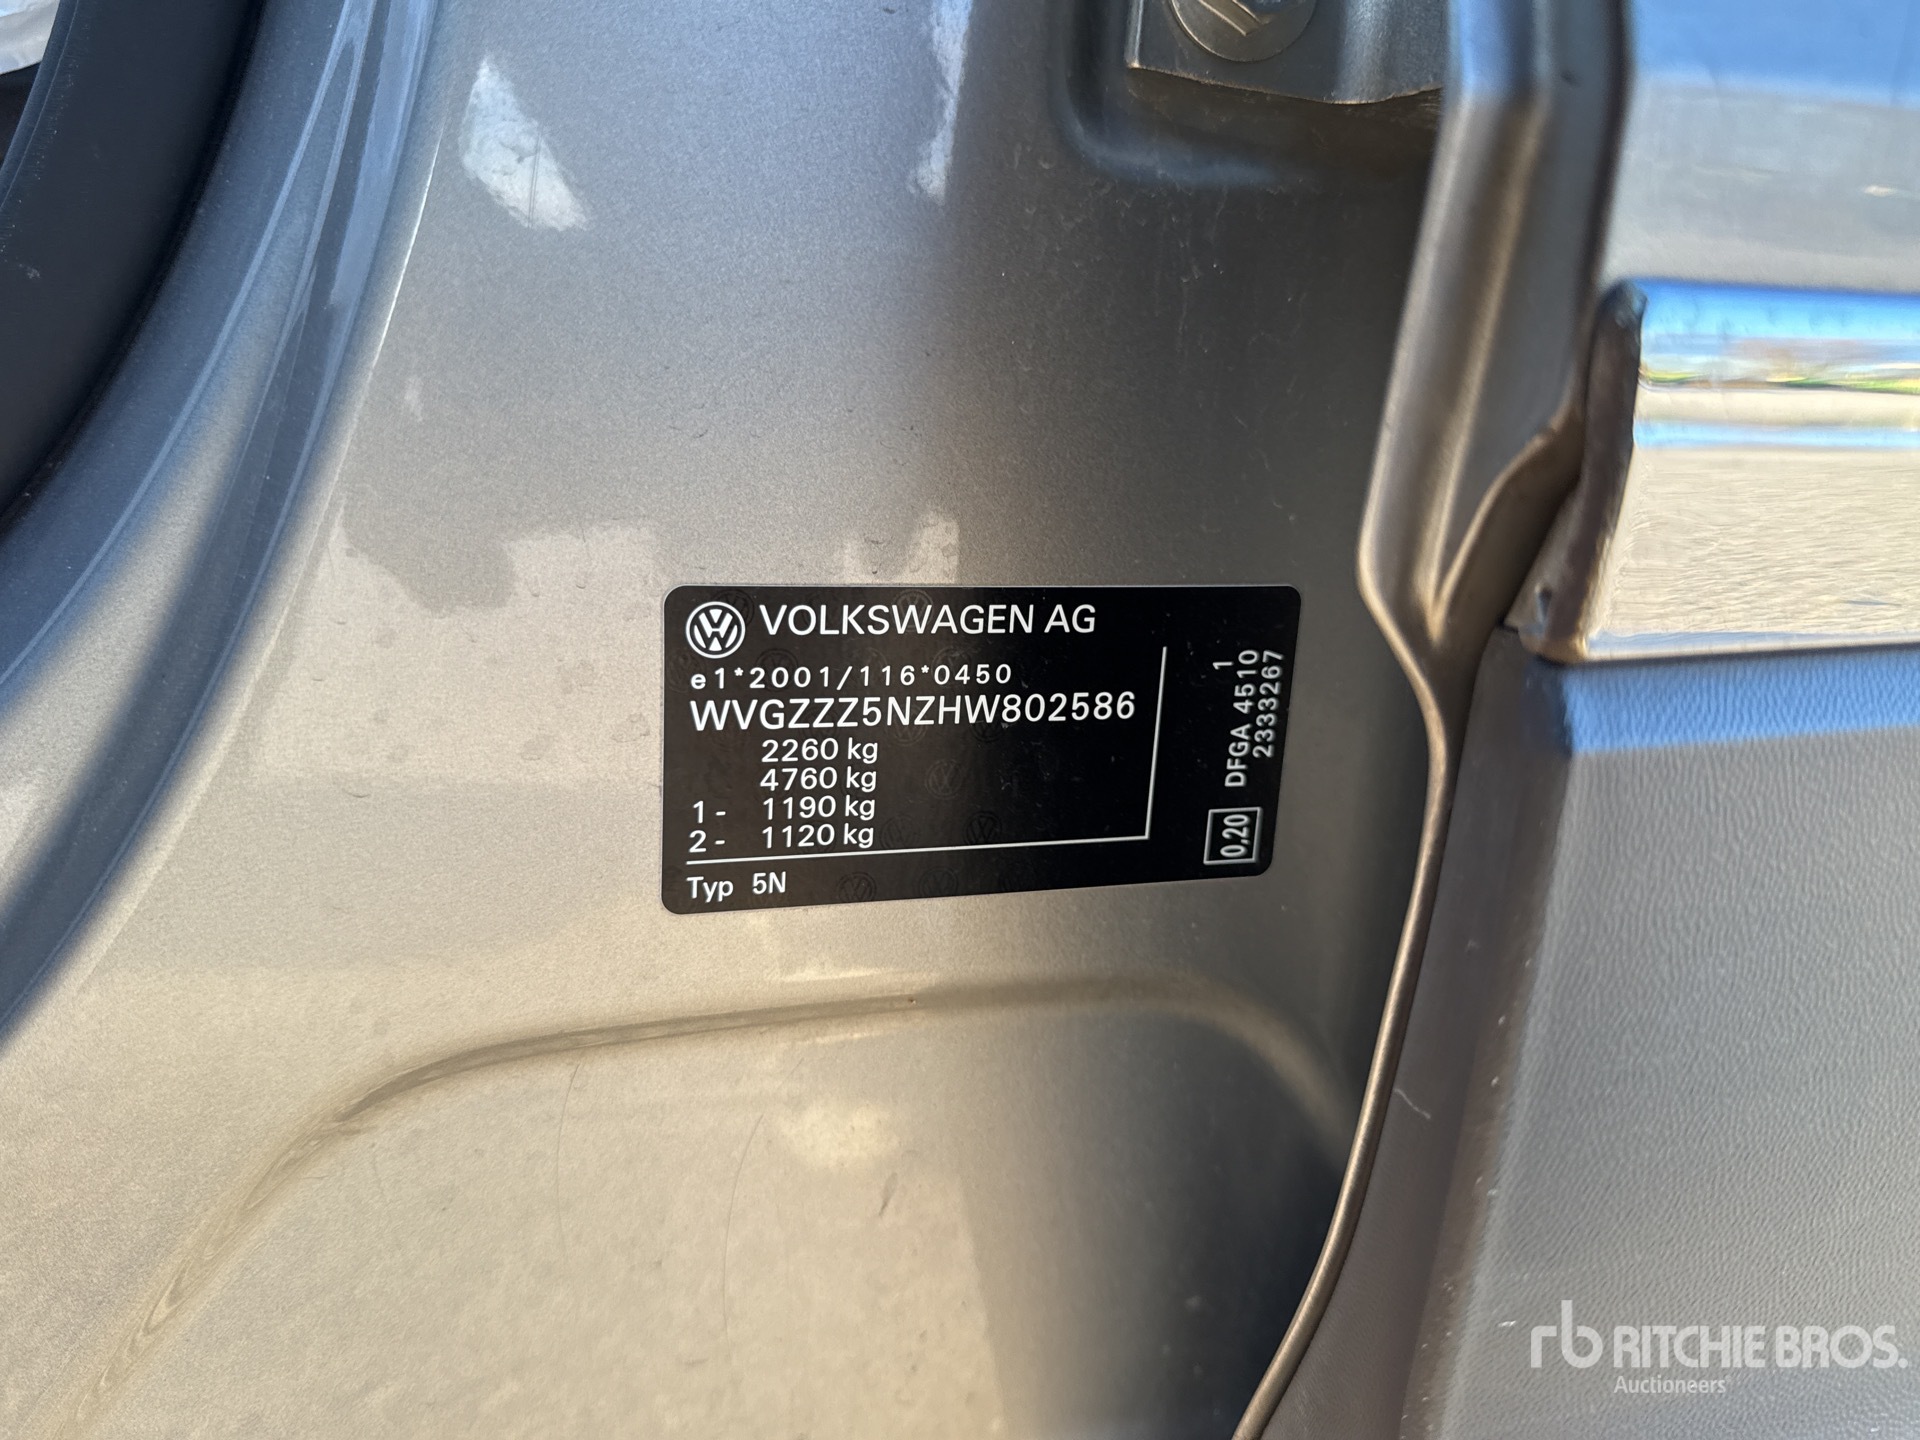 VOLKSWAGEN AG
e1*2001/116*0450
WVGZZZ5NZHW802586
2260 kg
4760 kg
1- 1190 kg
2- 1120 kg
Typ 5N
1
DFGA 4510
2333267
0,20
rb RITCHIE BROS.
Auctioneers